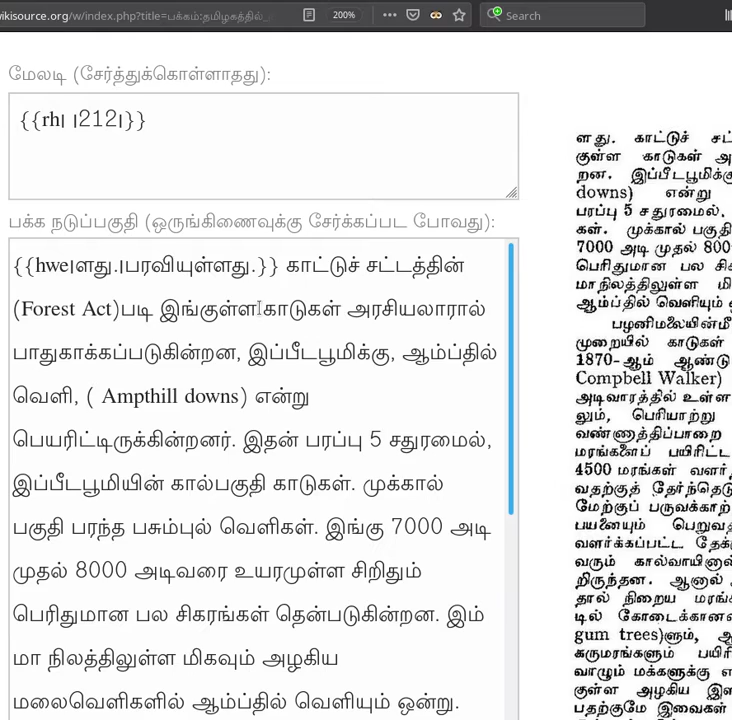 wikisource.org/w/index.php?title=பக்கம்:தமிழகத்தில்_
200%
Search
மேலடி (சேர்த்துக்கொள்ளாதது):
{{rh| |212|}}
பக்க நடுப்பகுதி (ஒருங்கிணைவுக்கு சேர்க்கப்பட போவது):
{{hwe|ளது.|பரவியுள்ளது.}} காட்டுச் சட்டத்தின்
(Forest Act)படி இங்குள்ள காடுகள் அரசியலாரால்
பாதுகாக்கப்படுகின்றன, இப்பீடபூமிக்கு, ஆம்ப்தில்
வெளி, ( Ampthill downs) என்று
பெயரிட்டிருக்கின்றனர். இதன் பரப்பு 5 சதுரமைல்,
இப்பீடபூமியின் கால்பகுதி காடுகள். முக்கால்
பகுதி பரந்த பசும்புல் வெளிகள். இங்கு 7000 அடி
முதல் 8000 அடிவரை உயரமுள்ள சிறிதும்
பெரிதுமான பல சிகரங்கள் தென்படுகின்றன. இம்
மா நிலத்திலுள்ள மிகவும் அழகிய
மலைவெளிகளில் ஆம்ப்தில் வெளியும் ஒன்று.
ளது. காட்டுச் சட்
குள்ள காடுகள் அ
றன. இப்பீடபூமிக்கு
downs) என்று
பரப்பு 5 சதுரமைல்.
கள். முக்கால் பகுதி
7000 அடி முதல் 800
பெரிதுமான பல சி
மாநிலத்திலுள்ள மி
ஆம்ப்தில் வெளியும் ஒ
பழனிமலையின்மீ
முறையில் காடுகள்
1870-ஆம் ஆண்டு
Compbell Walker)
அடிவாரத்தில் உள்ள
லும், பெரியாற்று
வண்ணாத்திப்பாறை
மரங்களைப் பயிரிட்ட
4500 மரங்கள் வளர்
வதற்குத் தேர்ந்தெடு
மேற்குப் பருவக்காற்
பயனையும் பெறுவத
வளர்க்கப்பட்ட தேக்
வரும் கால்வாயினால்
றிருந்தன. ஆனால்
தால் நிறைய மரங்
டில் கோடைக்கான
gum trees)ளும், ஆ
கருமரங்களும் பயிரி
வாழும் மக்களுக்கு எ
குள்ள அழகிய இள
பதற்குமே இவைகள்